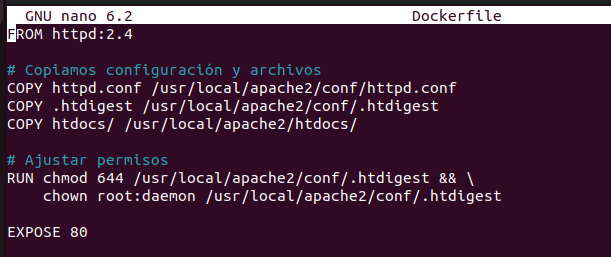 GNU nano 6.2 Dockerfile
FROM httpd:2.4
# Copiamos configuración y archivos
COPY httpd.conf /usr/local/apache2/conf/httpd.conf
COPY .htdigest /usr/local/apache2/conf/.htdigest
COPY htdocs/ /usr/local/apache2/htdocs/
# Ajustar permisos
RUN chmod 644 /usr/local/apache2/conf/.htdigest && \
chown root:daemon /usr/local/apache2/conf/.htdigest
EXPOSE 80